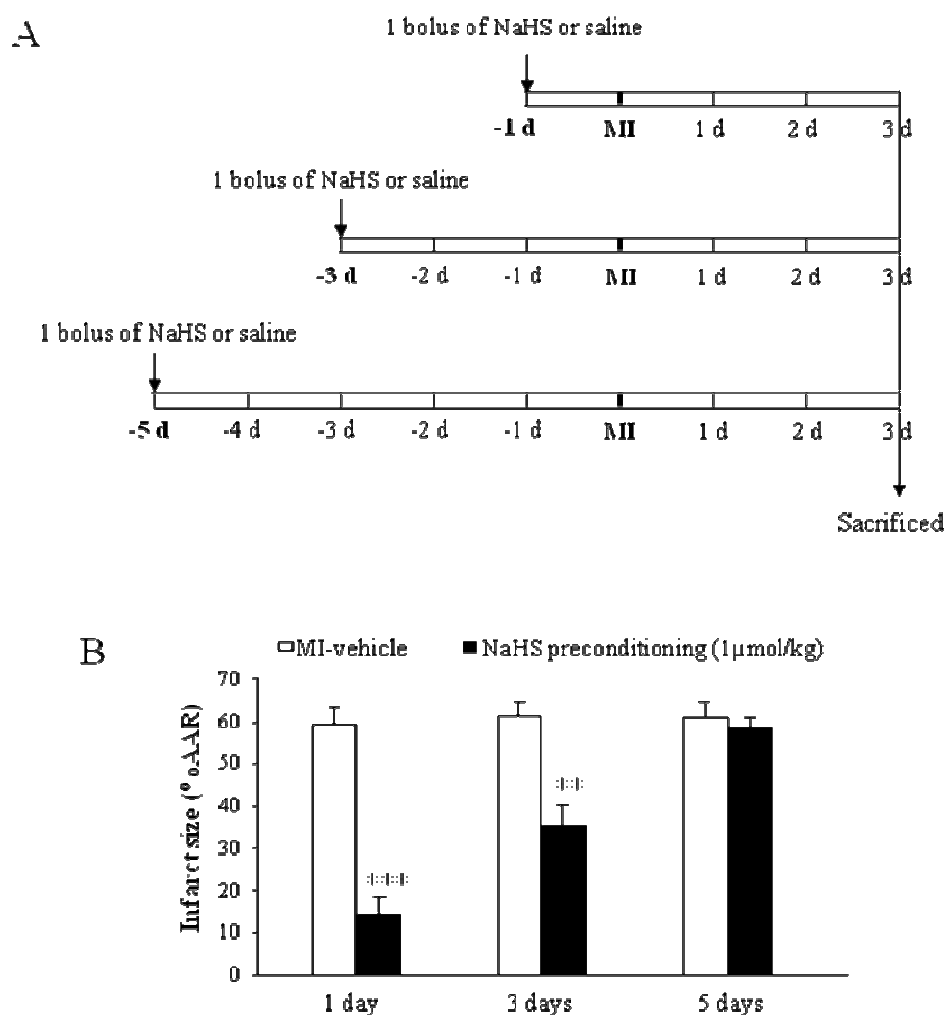 A
1 bolus of NaHS or saline
-1 d MI 1 d 2 d 3 d
1 bolus of NaHS or saline
-3 d -2 d -1 d MI 1 d 2 d 3 d
1 bolus of NaHS or saline
-5 d -4 d -3 d -2 d -1 d MI 1 d 2 d 3 d
Sacrificed
B
MI-vehicle NaHS preconditioning (1μmol/kg)
Infarct size (%AAR)
70
60
50
40
30
20
10
0
***
**
1 day 3 days 5 days